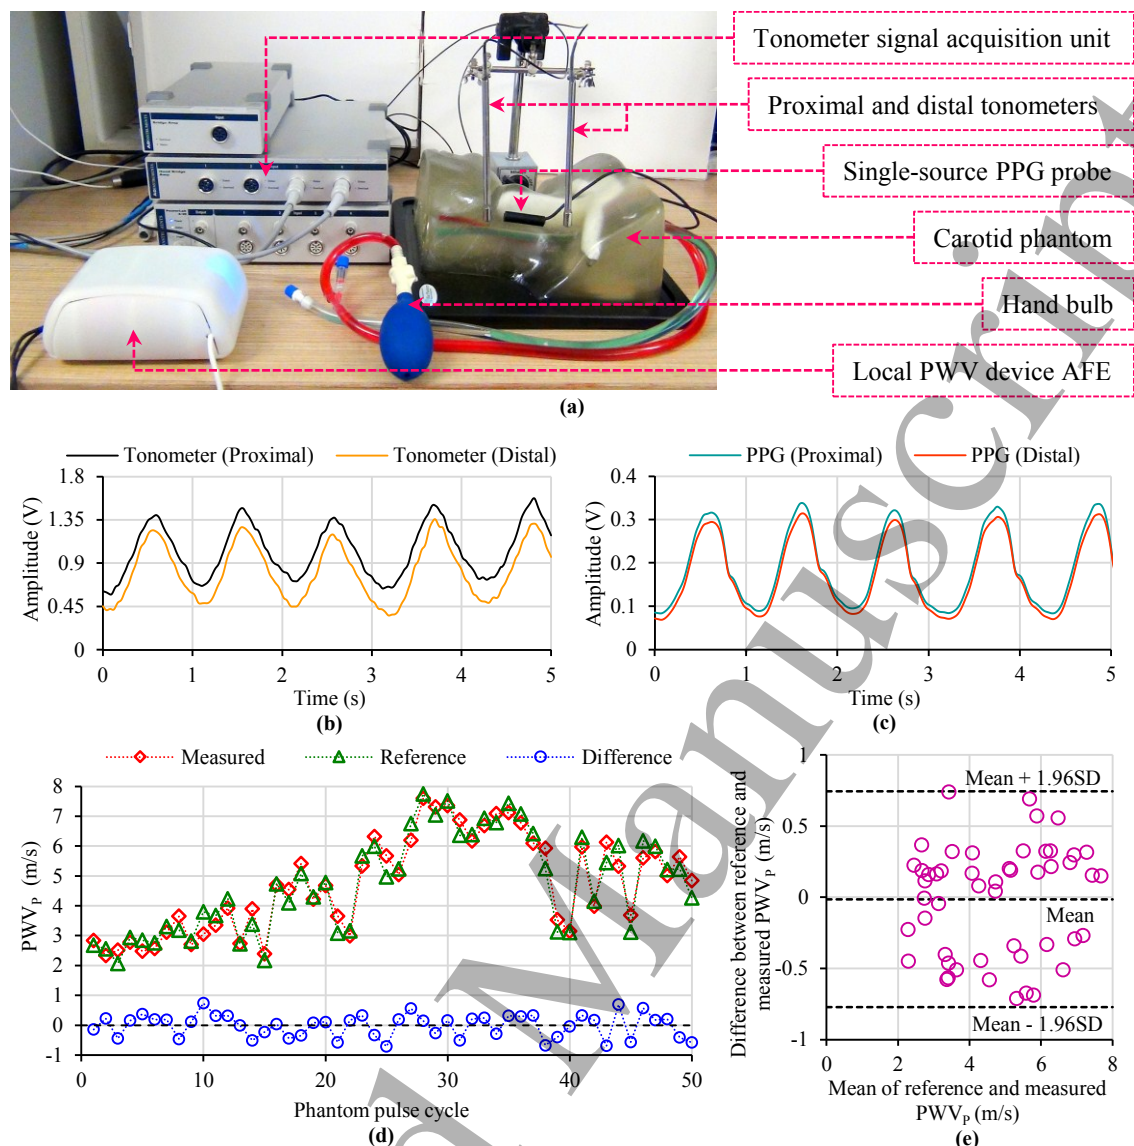 Tonometer signal acquisition unit
Proximal and distal tonometers
Single-source PPG probe
Carotid phantom
Hand bulb
Local PWV device AFE
(a)
Tonometer (Proximal) Tonometer (Distal)
Amplitude (V)
1.8
1.35
0.9
0.45
0
0 1 2 3 4 5
Time (s)
(b)
PPG (Proximal) PPG (Distal)
Amplitude (V)
0.4
0.3
0.2
0.1
0
0 1 2 3 4 5
Time (s)
(c)
Measured Reference Difference
PWVP (m/s)
8
7
6
5
4
3
2
1
0
-1
0 10 20 30 40 50
Phantom pulse cycle
(d)
Difference between reference and
measured PWVP (m/s)
1
0.5
0
-0.5
-1
Mean + 1.96SD
Mean
Mean - 1.96SD
0 2 4 6 8
Mean of reference and measured
PWVP (m/s)
(e)
d Manuscript